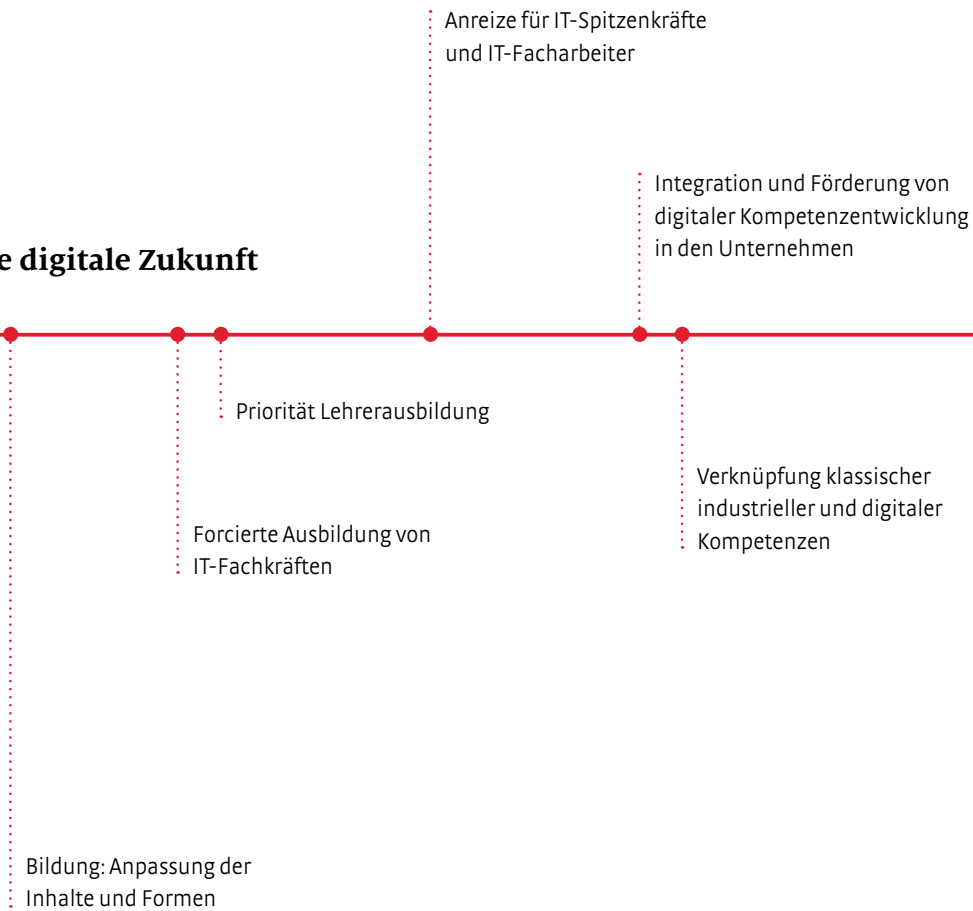 Anreize für IT-Spitzenkräfte
und IT-Facharbeiter
Integration und Förderung von
digitaler Kompetenzentwicklung
in den Unternehmen
e digitale Zukunft
Priorität Lehrerausbildung
Verknüpfung klassischer
industrieller und digitaler
Kompetenzen
Forcierte Ausbildung von
IT-Fachkräften
Bildung: Anpassung der
Inhalte und Formen